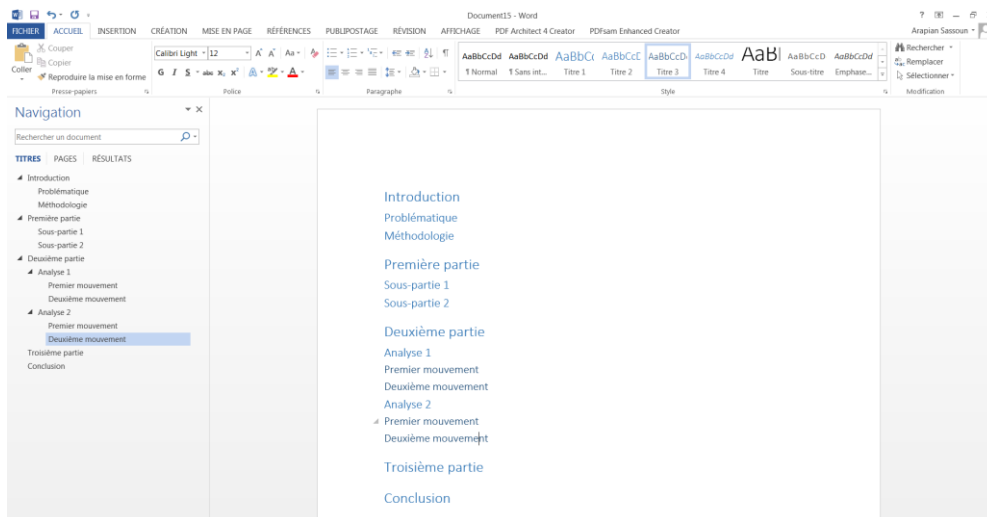 Document15 - Word
FICHIER ACCUEIL INSERTION CRÉATION MISE EN PAGE RÉFÉRENCES PUBLIPOSTAGE RÉVISION AFFICHAGE PDF Architect 4 Creator PDFsam Enhanced Creator Arapian Sassoun
Coller
Couper
Copier
Reproduire la mise en forme
Presse-papiers
Calibri Light 12
G I S abc x₂ x²
Police
Paragraphe
AaBbCcDd AaBbCcDd AaBbCc AaBbCcC AaBbCcD AaBbCcDd AaB AaBbCcD AaBbCcDd
¶ Normal ¶ Sans int... Titre 1 Titre 2 Titre 3 Titre 4 Titre Sous-titre Emphase...
Style
Rechercher
Remplacer
Sélectionner
Modification
Navigation
Rechercher un document
TITRES PAGES RÉSULTATS
Introduction
Problématique
Méthodologie
Première partie
Sous-partie 1
Sous-partie 2
Deuxième partie
Analyse 1
Premier mouvement
Deuxième mouvement
Analyse 2
Premier mouvement
Deuxième mouvement
Troisième partie
Conclusion
Introduction
Problématique
Méthodologie
Première partie
Sous-partie 1
Sous-partie 2
Deuxième partie
Analyse 1
Premier mouvement
Deuxième mouvement
Analyse 2
Premier mouvement
Deuxième mouvement
Troisième partie
Conclusion